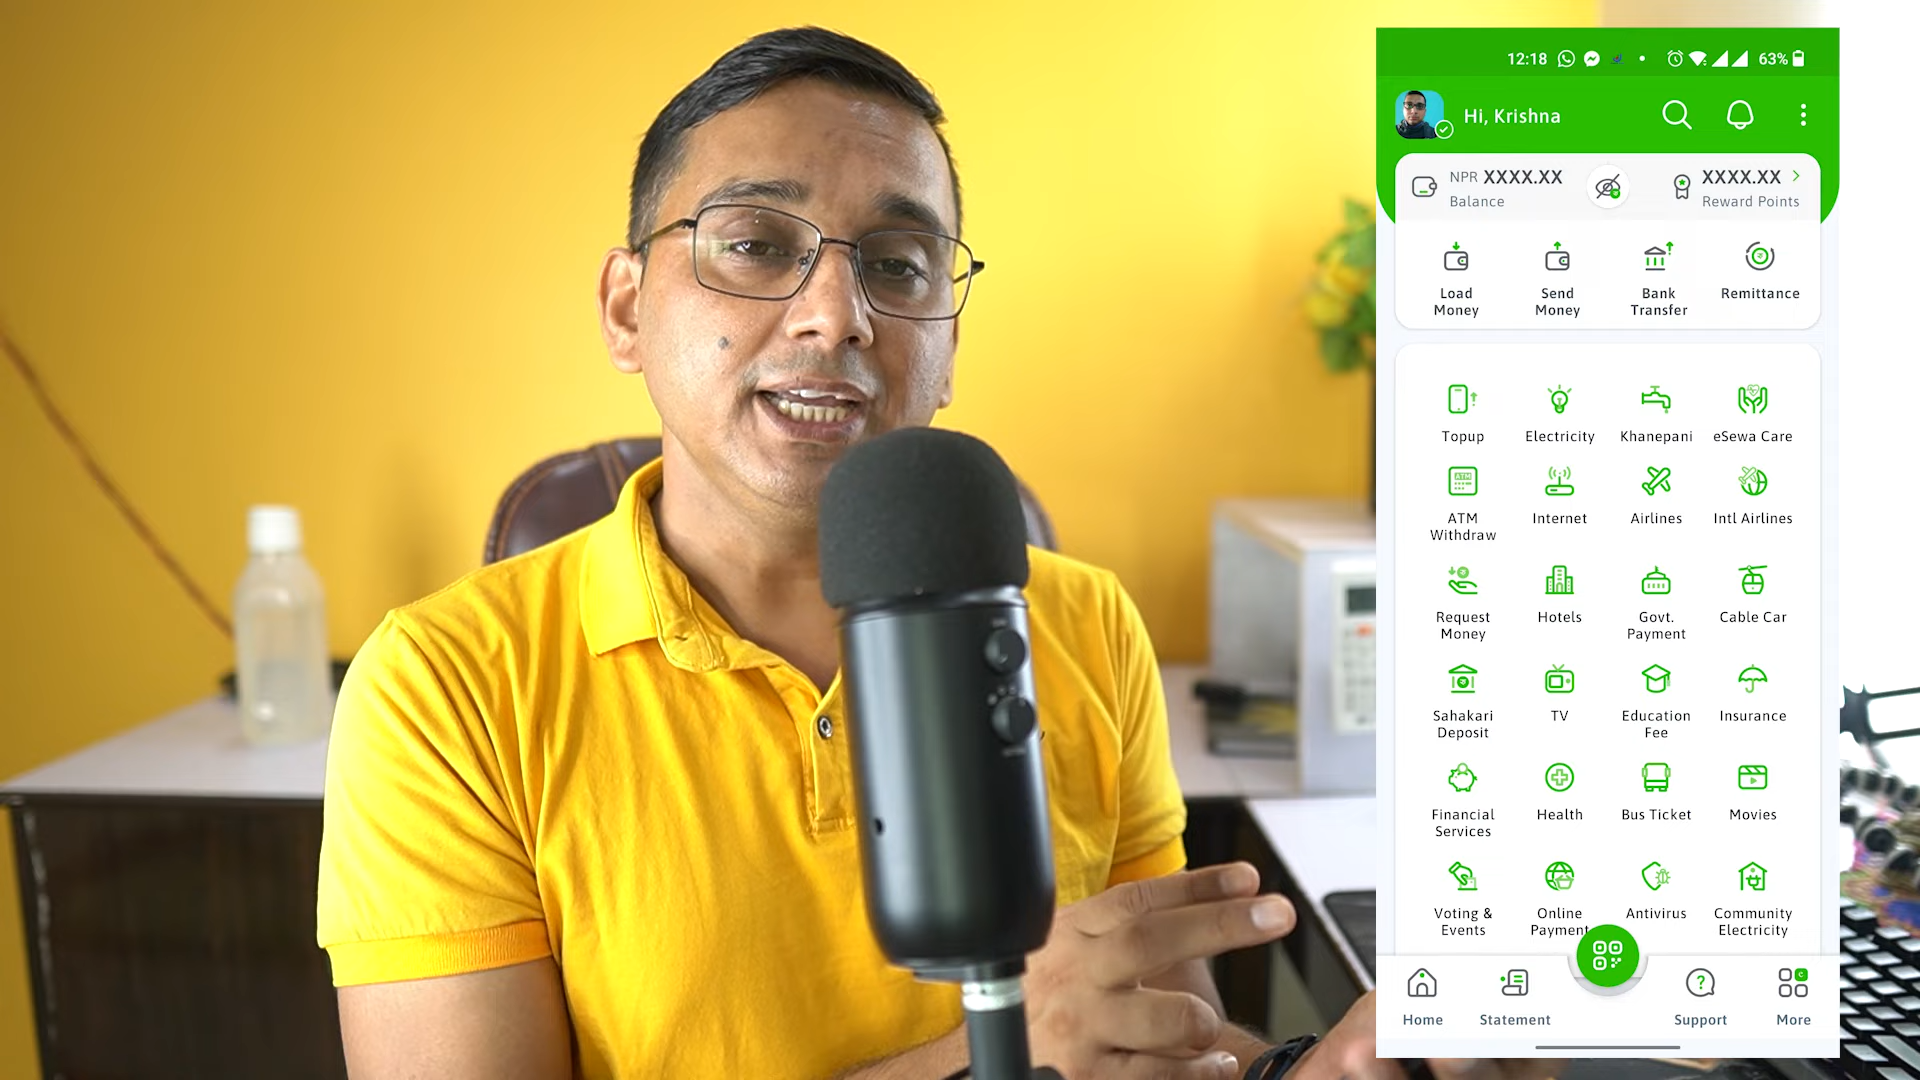 12:18
63%
Hi, Krishna
NPR XXXX.XX
Balance
XXXX.XX
Reward Points
Load
Money
Send
Money
Bank
Transfer
Remittance
Topup
Electricity
Khanepani
eSewa Care
ATM
ATM
Withdraw
Internet
Airlines
Intl Airlines
Request
Money
Hotels
Govt.
Payment
Cable Car
Sahakari
Deposit
TV
Education
Fee
Insurance
Financial
Services
Health
Bus Ticket
Movies
Voting &
Events
Online
Payment
Antivirus
Community
Electricity
Home
Statement
Support
More